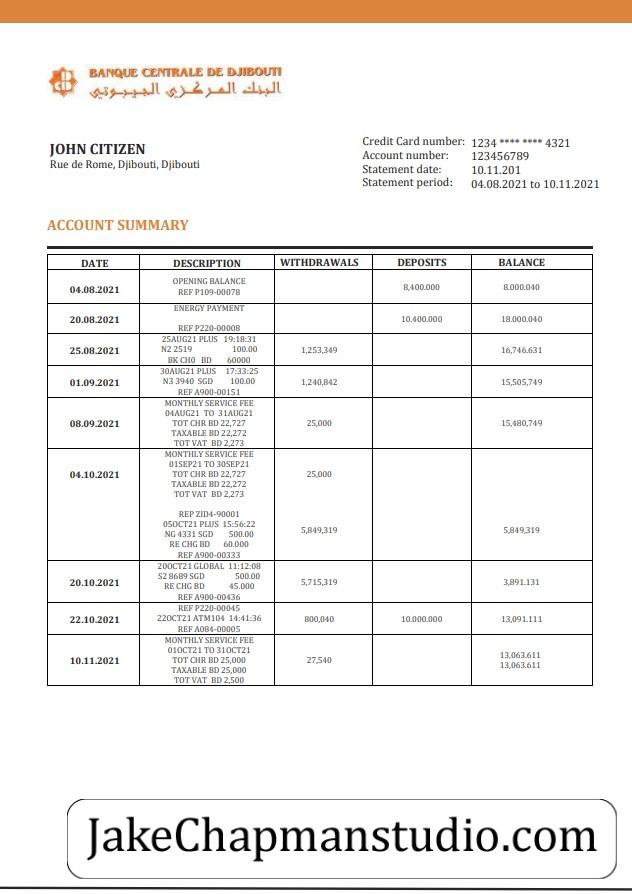 BANQUE CENTRALE DE DJIBOUTI
البنك المركزي الجيبوتي
JOHN CITIZEN
Rue de Rome, Djibouti, Djibouti
Credit Card number: 1234 **** **** 4321
Account number: 123456789
Statement date: 10.11.201
Statement period: 04.08.2021 to 10.11.2021
ACCOUNT SUMMARY
DATE DESCRIPTION WITHDRAWALS DEPOSITS BALANCE
04.08.2021 OPENING BALANCE 8,400.000 8.000.040
REF P109-00078
20.08.2021 ENERGY PAYMENT 10.400.000 18.000.040
REF P220-00008
25.08.2021 25AUG21 PLUS 19:18:31 1,253,349 16,746.631
N2 2519 100.00
BK CH0 BD 60000
01.09.2021 30AUG21 PLUS 17:33:25 1,240,842 15,505,749
N3 3940 SGD 100.00
REF A900-00151
08.09.2021 MONTHLY SERVICE FEE 25,000 15,480,749
04AUG21 TO 31AUG21
TOT CHR BD 22,727
TAXABLE BD 22,272
TOT VAT BD 2,273
04.10.2021 MONTHLY SERVICE FEE 25,000
01SEP21 TO 30SEP21
TOT CHR BD 22,727
TAXABLE BD 22,272
TOT VAT BD 2,273
REP ZID4-90001
05OCT21 PLUS 15:56:22
NG 4331 SGD 500.00 5,849,319 5,849,319
RE CHG BD 60.000
REF A900-00333
20.10.2021 20OCT21 GLOBAL 11:12:08 5,715,319 3,891.131
S2 8689 SGD 500.00
RE CHG BD 45.000
REF A900-00436
22.10.2021 REF P220-00045 800,040 10.000.000 13,091.111
22OCT21 ATM104 14:41:36
REF A084-00005
10.11.2021 MONTHLY SERVICE FEE 27,540 13,063.611
01OCT21 TO 31OCT21 13,063.611
TOT CHR BD 25,000
TAXABLE BD 25,000
TOT VAT BD 2,500
JakeChapmanstudio.com